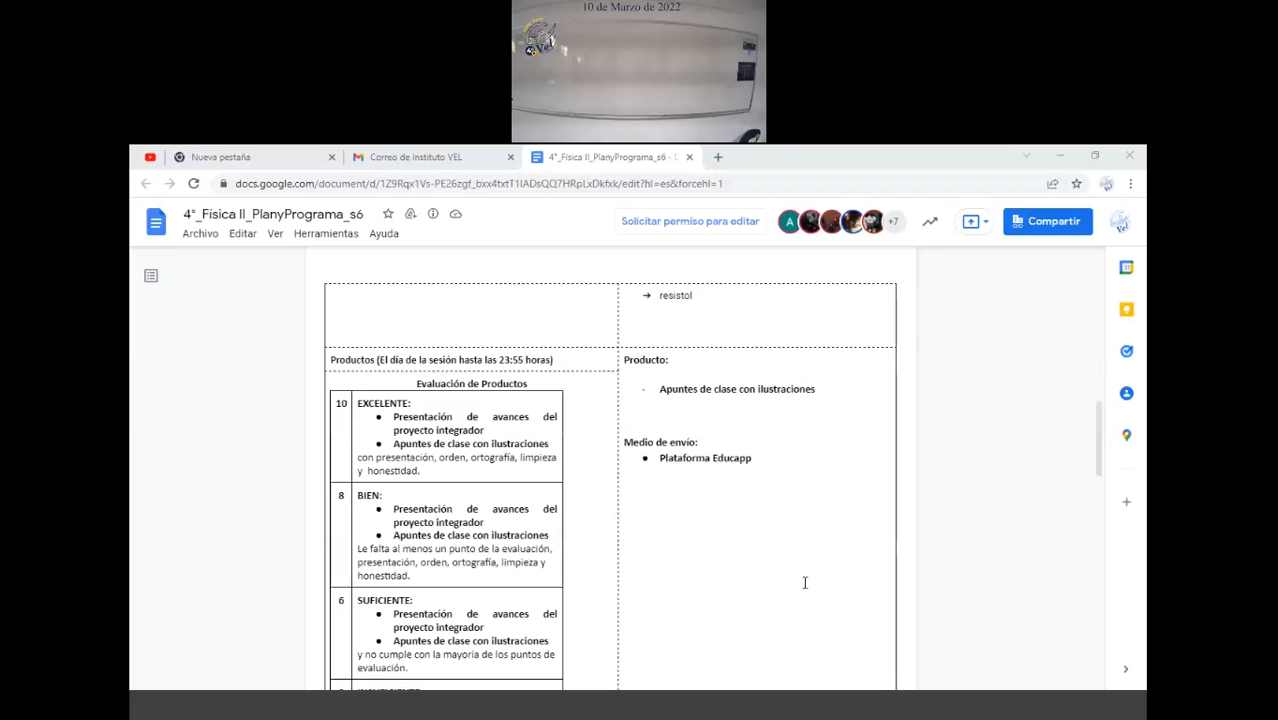 10 de Marzo de 2022
Nueva pestaña
Correo de Instituto VEL
4°_Física II_PlanyPrograma_s6 - D
docs.google.com/document/d/1Z9Rqx1Vs-PE26zgf_bxx4txtT1lADsQQ7HRpLxDkfxk/edit?hl=es&forcehl=1
4°_Física II_PlanyPrograma_s6
Archivo Editar Ver Herramientas Ayuda
Solicitar permiso para editar
A
+7
Compartir
➔ resistol
Productos (El día de la sesión hasta las 23:55 horas)
Evaluación de Productos
10 EXCELENTE:
● Presentación de avances del
proyecto integrador
● Apuntes de clase con ilustraciones
con presentación, orden, ortografía, limpieza
y honestidad.
8 BIEN:
● Presentación de avances del
proyecto integrador
● Apuntes de clase con ilustraciones
Le falta al menos un punto de la evaluación,
presentación, orden, ortografía, limpieza y
honestidad.
6 SUFICIENTE:
● Presentación de avances del
proyecto integrador
● Apuntes de clase con ilustraciones
y no cumple con la mayoría de los puntos de
evaluación.
Producto:
- Apuntes de clase con ilustraciones
Medio de envío:
● Plataforma Educapp